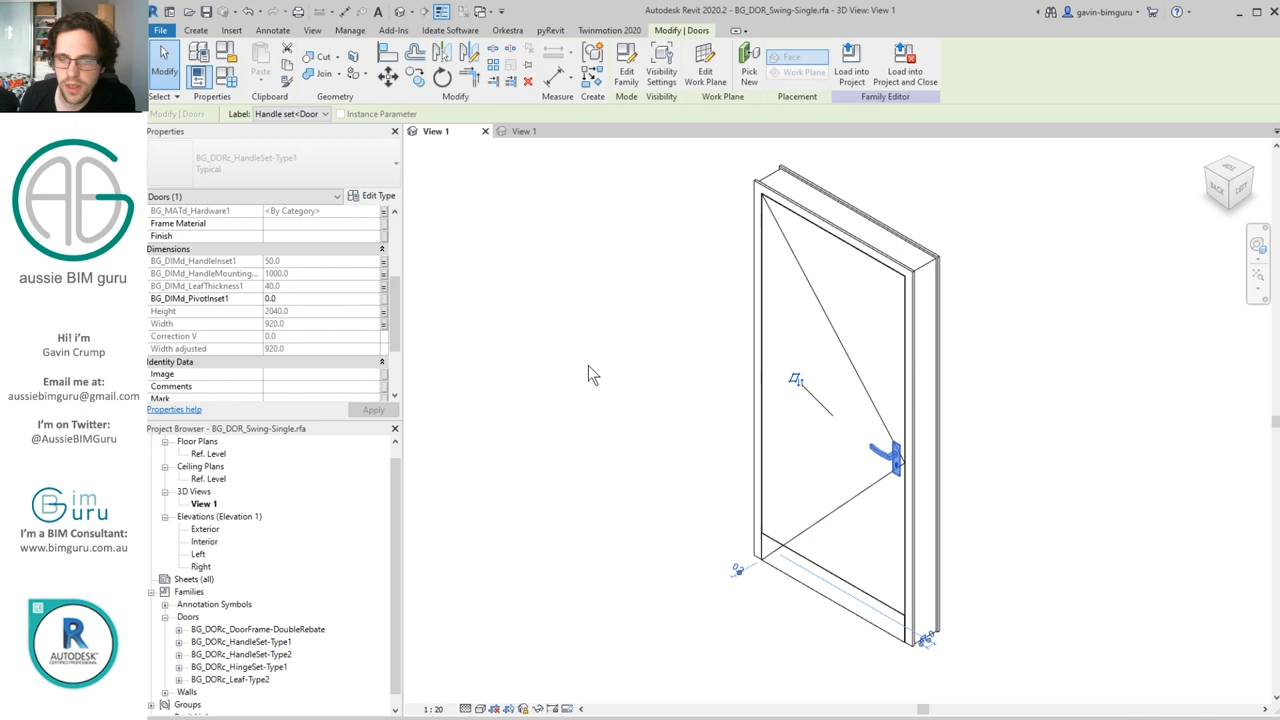 Autodesk Revit 2020.2 - BG_DOR_Swing-Single.rfa - 3D View: View 1
gavin-bimguru
File Create Insert Annotate View Manage Add-Ins Ideate Software Orkestra pyRevit Twinmotion 2020 Modify | Doors
Modify
Paste
Cut
Join
Edit
Family
Visibility
Settings
Edit
Work Plane
Pick
New
Face
Work Plane
Load into
Project
Load into
Project and Close
Select Properties Clipboard Geometry Modify Measure Create Mode Visibility Work Plane Placement Family Editor
Modify | Doors Label: Handle set<Door Instance Parameter
Properties
View 1
View 1
BG_DORc_HandleSet-Type1
Typical
Doors (1) Edit Type
BG_MATd_Hardware1 <By Category>
Frame Material
Finish
Dimensions
BG_DIMd_HandleInset1 50.0
BG_DIMd_HandleMounting... 1000.0
BG_DIMd_LeafThickness1 40.0
BG_DIMd_PivotInset1 0.0
Height 2040.0
Width 920.0
Correction V 0.0
Width adjusted 920.0
Identity Data
Image
Comments
Mark
Properties help Apply
Project Browser - BG_DOR_Swing-Single.rfa
Floor Plans
Ref. Level
Ceiling Plans
Ref. Level
3D Views
View 1
Elevations (Elevation 1)
Exterior
Interior
Left
Right
Sheets (all)
Families
Annotation Symbols
Doors
BG_DORc_DoorFrame-DoubleRebate
BG_DORc_HandleSet-Type1
BG_DORc_HandleSet-Type2
BG_DORc_HingeSet-Type1
BG_DORc_Leaf-Type2
Walls
Groups
BACK LEFT
1 : 20
aussie BIM guru
Hi! i'm
Gavin Crump
Email me at:
aussiebimguru@gmail.com
I'm on Twitter:
@AussieBIMGuru
BIM
Guru
I'm a BIM Consultant:
www.bimguru.com.au
R
AUTODESK
CERTIFIED PROFESSIONAL